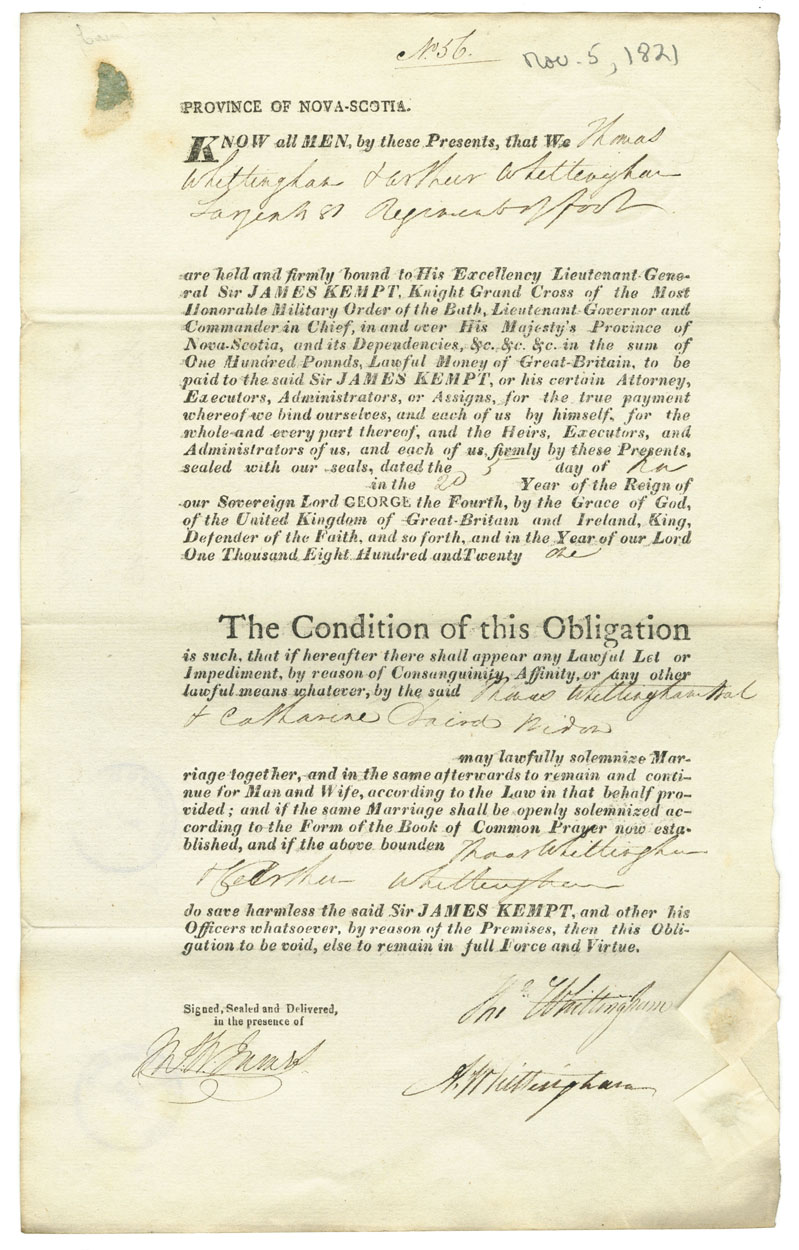 No 56.
Nov. 5, 1821
PROVINCE OF NOVA-SCOTIA.
KNOW all MEN, by these Presents, that We Thomas
Whittingham & Arthur Whittingham
81 Regiment of foot
are held and firmly bound to His Excellency Lieutenant-Gene-
ral Sir JAMES KEMPT, Knight Grand Cross of the Most
Honorable Military Order of the Bath, Lieutenant-Governor and
Commander in Chief, in and over His Majesty's Province of
Nova-Scotia, and its Dependencies, &c. &c. &c. in the sum of
One Hundred Ponnds, Lawful Money of Great-Britain, to be
paid to the said Sir JAMES KEMPT, or his certain Attorney,
Executors, Administrators, or Assigns, for the true payment
whereof we bind ourselves, and each of us by himself, for the
whole and every part thereof, and the Heirs, Executors, and
Administrators of us, and each of us, firmly by these Presents,
sealed with our seals, dated the 5 day of Nov
in the 2d Year of the Reign of
our Sovereign Lord GEORGE the Fourth, by the Grace of God,
of the United Kingdom of Great-Britain and Ireland, King,
Defender of the Faith, and so forth, and in the Year of our Lord
One Thousand Eight Hundred and Twenty one
The Condition of this Obligation
is such, that if hereafter there shall appear any Lawful Let or
Impediment, by reason of Consanguinity, Affinity, or any other
lawful means whatever, by the said Thomas Whittingham
& Catharine Laird Widow
may lawfully solemnize Mar-
riage together, and in the same afterwards to remain and conti-
nue for Man and Wife, according to the Law in that behalf pro-
vided; and if the same Marriage shall be openly solemnized ac-
cording to the Form of the Book of Common Prayer now esta-
blished, and if the above bounden Thomas Whittingham
& Arthur Whittingham
do save harmless the said Sir JAMES KEMPT, and other his
Officers whatsoever, by reason of the Premises, then this Obli-
gation to be void, else to remain in full Force and Virtue.
Signed, Sealed and Delivered,
in the presence of
Thos Whittingham
A. Whittingham